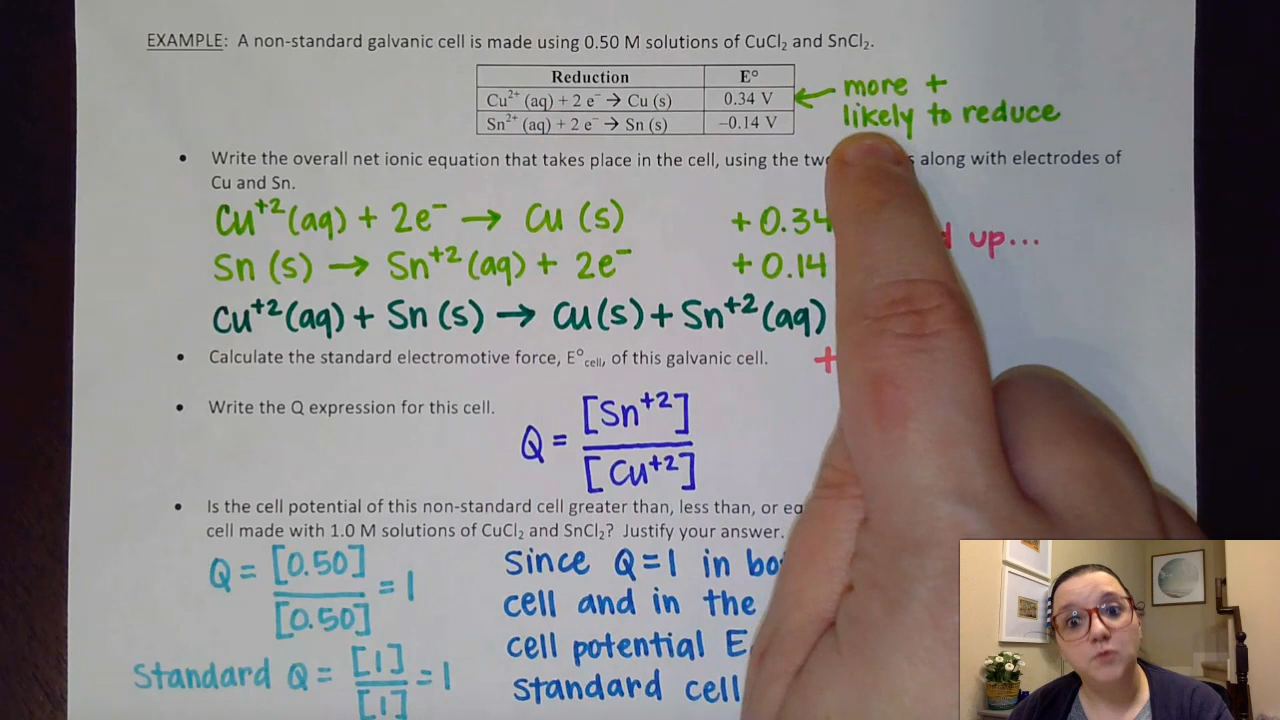 EXAMPLE: A non-standard galvanic cell is made using 0.50 M solutions of CuCl₂ and SnCl₂.
Reduction E°
Cu²⁺ (aq) + 2 e⁻ → Cu (s) 0.34 V
Sn²⁺ (aq) + 2 e⁻ → Sn (s) −0.14 V
← more +
likely to reduce
• Write the overall net ionic equation that takes place in the cell, using the along with electrodes of
Cu and Sn.
Cu⁺²(aq) + 2e⁻ → Cu (s) + 0.34
Sn (s) → Sn⁺²(aq) + 2e⁻ + 0.14
up...
Cu⁺²(aq) + Sn (s) → Cu(s) + Sn⁺²(aq)
• Calculate the standard electromotive force, E°cell, of this galvanic cell. +
• Write the Q expression for this cell.
Q = [Sn⁺²]
[Cu⁺²]
• Is the cell potential of this non-standard cell greater than, less than, or
cell made with 1.0 M solutions of CuCl₂ and SnCl₂? Justify your answer.
Q = [0.50] = 1
[0.50]
Standard Q = [1] = 1
[1]
since Q=1 in
cell and in the
cell potential E
standard cell